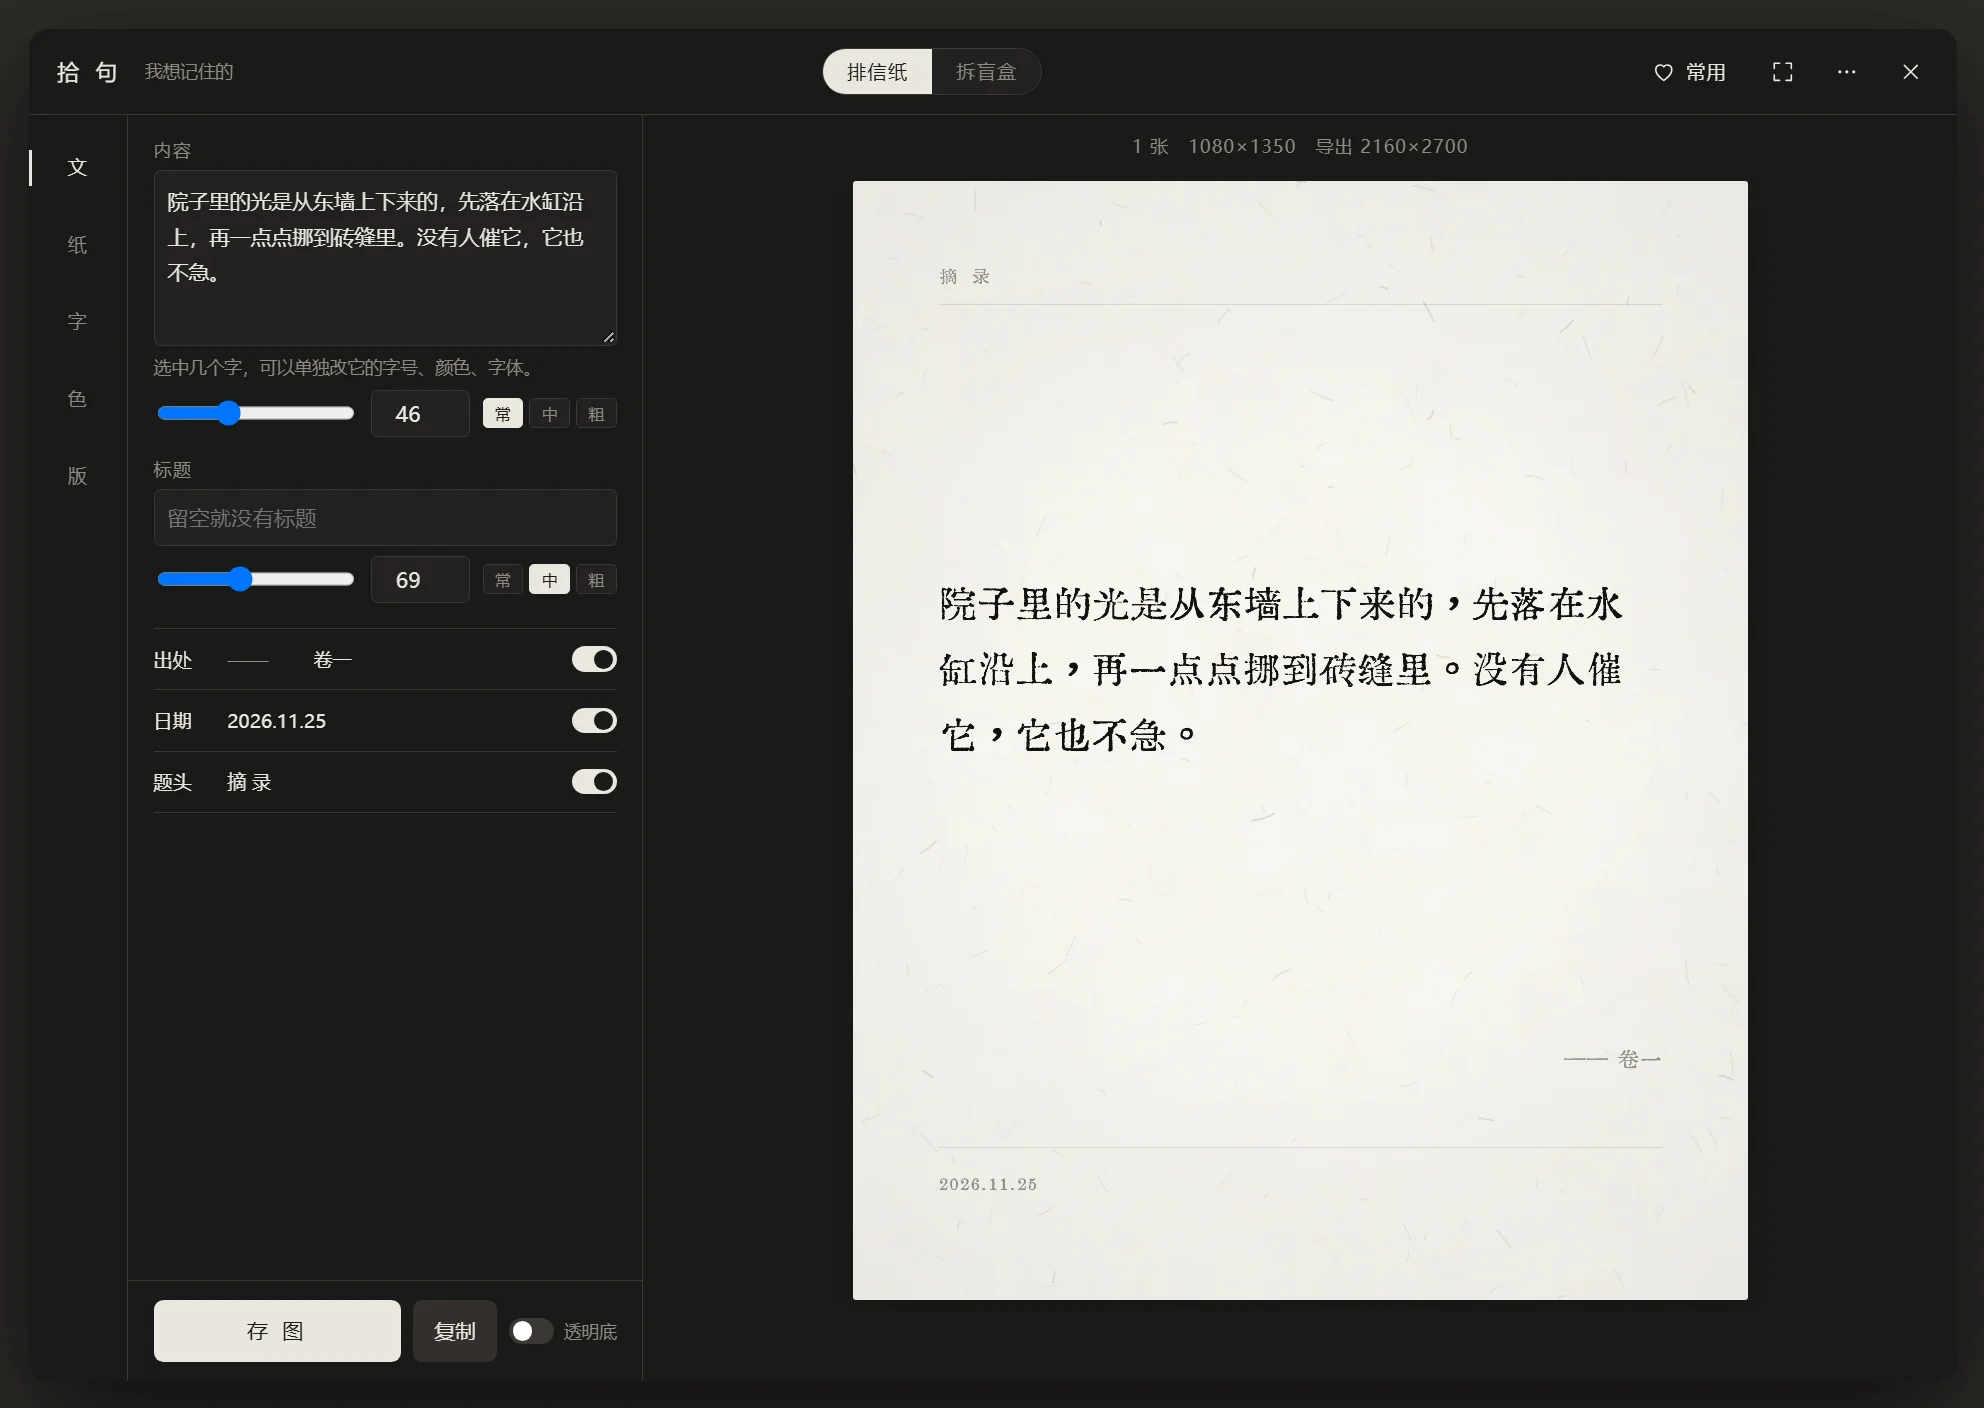 拾 句 我想记住的
排信纸 拆盲盒
常用
文
纸
字
色
版
内容
院子里的光是从东墙上下来的，先落在水缸沿
上，再一点点挪到砖缝里。没有人催它，它也
不急。
选中几个字，可以单独改它的字号、颜色、字体。
46 常 中 粗
标题
留空就没有标题
69 常 中 粗
出处 —— 卷一
日期 2026.11.25
题头 摘 录
存 图 复制 透明底
1 张 1080×1350 导出 2160×2700
摘 录
院子里的光是从东墙上下来的，先落在水
缸沿上，再一点点挪到砖缝里。没有人催
它，它也不急。
—— 卷一
2026.11.25